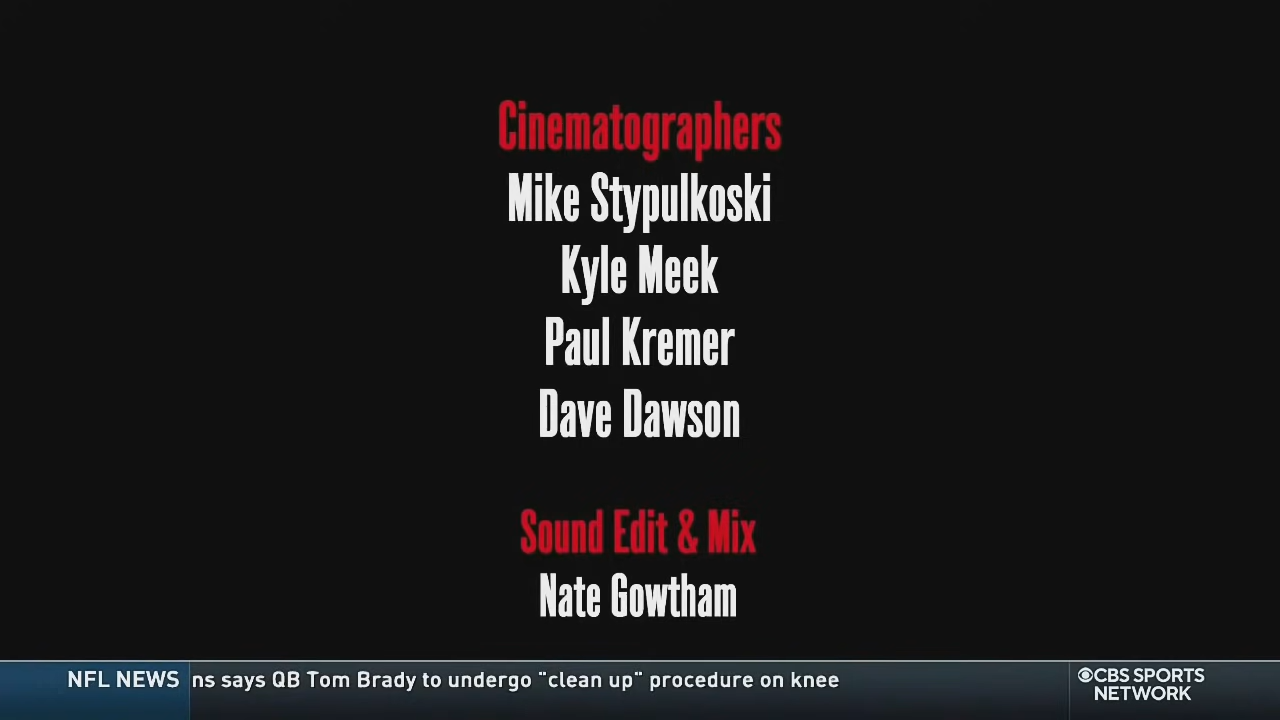 Cinematographers
Mike Stypulkoski
Kyle Meek
Paul Kremer
Dave Dawson
Sound Edit & Mix
Nate Gowtham
NFL NEWS
ns says QB Tom Brady to undergo "clean up" procedure on knee
CBS SPORTS
NETWORK